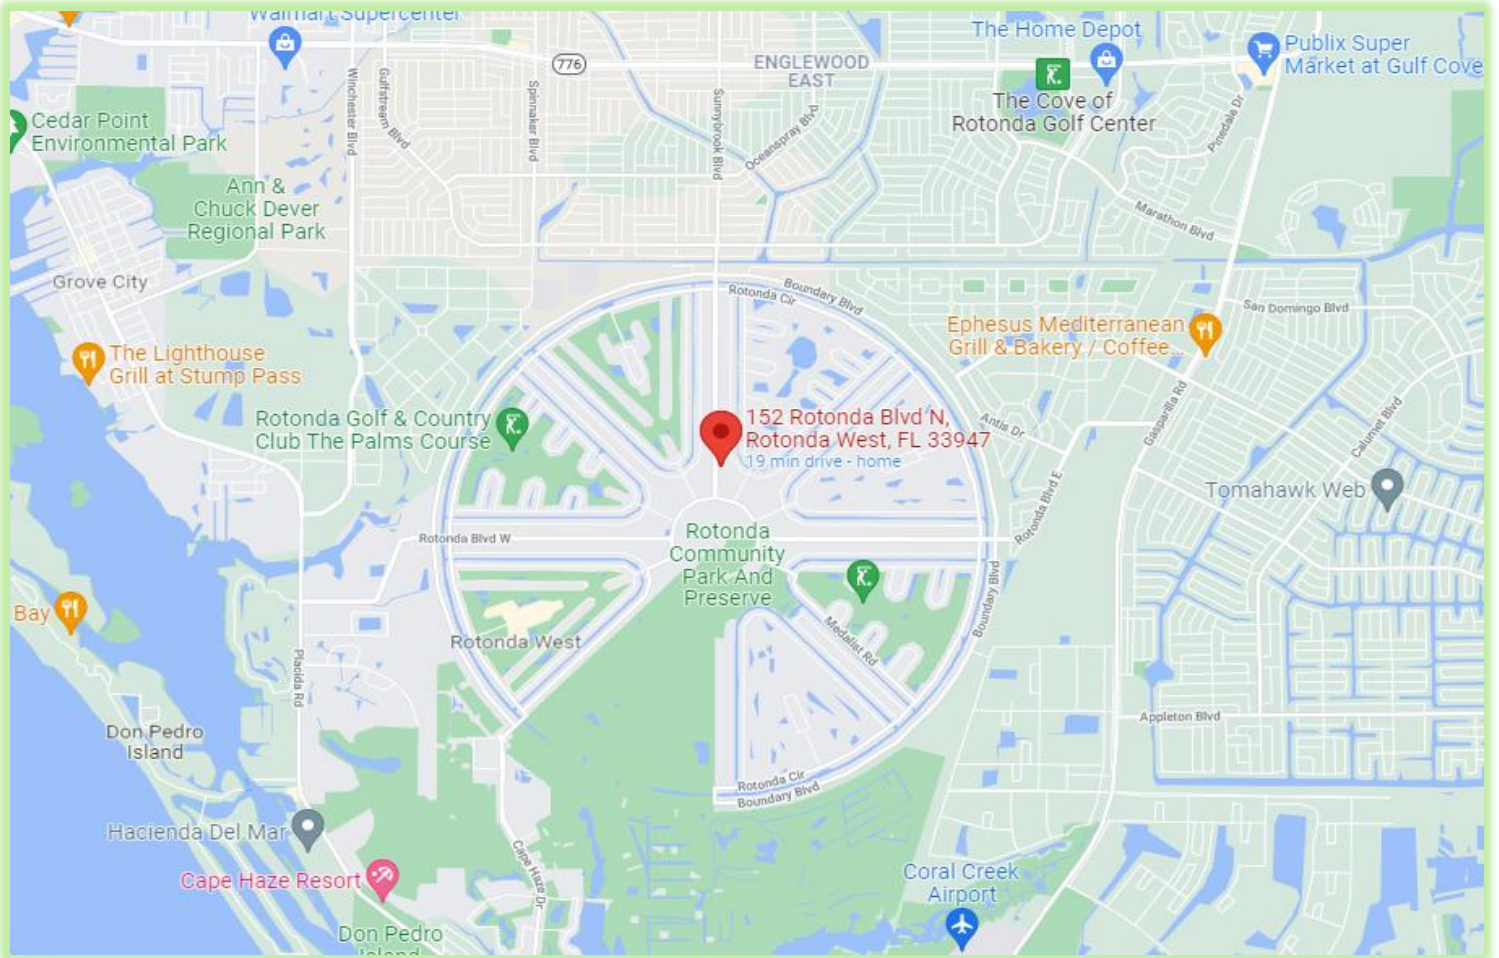 Walmart Supercenter
776
ENGLEWOOD
EAST
The Home Depot
Publix Super
Market at Gulf Cove
The Cove of
Rotonda Golf Center
Cedar Point
Environmental Park
Winchester Blvd
Gulfstream Blvd
Spinnaker Blvd
Sunnybrook Blvd
Oceanspray Blvd
Pinedale Dr
Ann &
Chuck Dever
Regional Park
Marathon Blvd
Grove City
Boundary Blvd
Rotonda Cir
San Domingo Blvd
Ephesus Mediterranean
Grill & Bakery / Coffee...
The Lighthouse
Grill at Stump Pass
Rotonda Golf & Country
Club The Palms Course
152 Rotonda Blvd N,
Rotonda West, FL 33947
19 min drive - home
Antis Dr
Gasparilla Rd
Calumet Blvd
Rotonda Blvd E
Tomahawk Web
Rotonda Blvd W
Rotonda
Community
Park And
Preserve
Boundary Blvd
Bay
Rotonda West
Medalist Rd
Placida Rd
Don Pedro
Island
Appleton Blvd
Rotonda Cir
Boundary Blvd
Hacienda Del Mar
Cape Haze Resort
Cape Haze Dr
Coral Creek
Airport
Don Pedro
Island